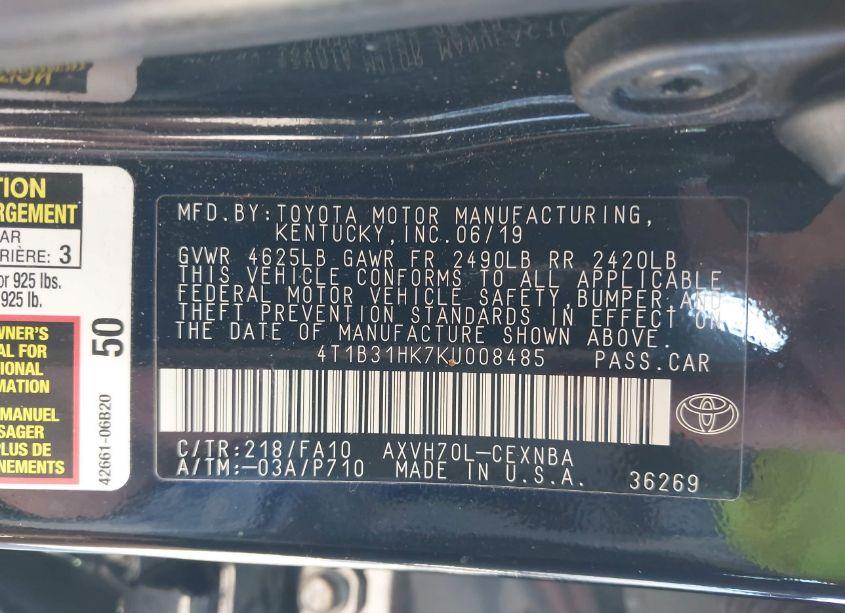 TION
RGEMENT
AR
RIÈRE: 3
or 925 lbs.
925 lb.
WNER'S
AL FOR
TIONAL
MATION
MANUEL
SAGER
PLUS DE
NEMENTS
50
42661-06B20
MFD.BY:TOYOTA MOTOR MANUFACTURING,
KENTUCKY,INC.06/19
GVWR 4625LB GAWR FR 2490LB RR 2420LB
THIS VEHICLE CONFORMS TO ALL APPLICABLE
FEDERAL MOTOR VEHICLE SAFETY,BUMPER,AND
THEFT PREVENTION STANDARDS IN EFFECT ON
THE DATE OF MANUFACTURE SHOWN ABOVE.
4T1B31HK7KU008485 PASS.CAR
C/TR:218/FA10 AXVH70L-CEXNBA
A/TM:-03A/P710 MADE IN U.S.A. 36269